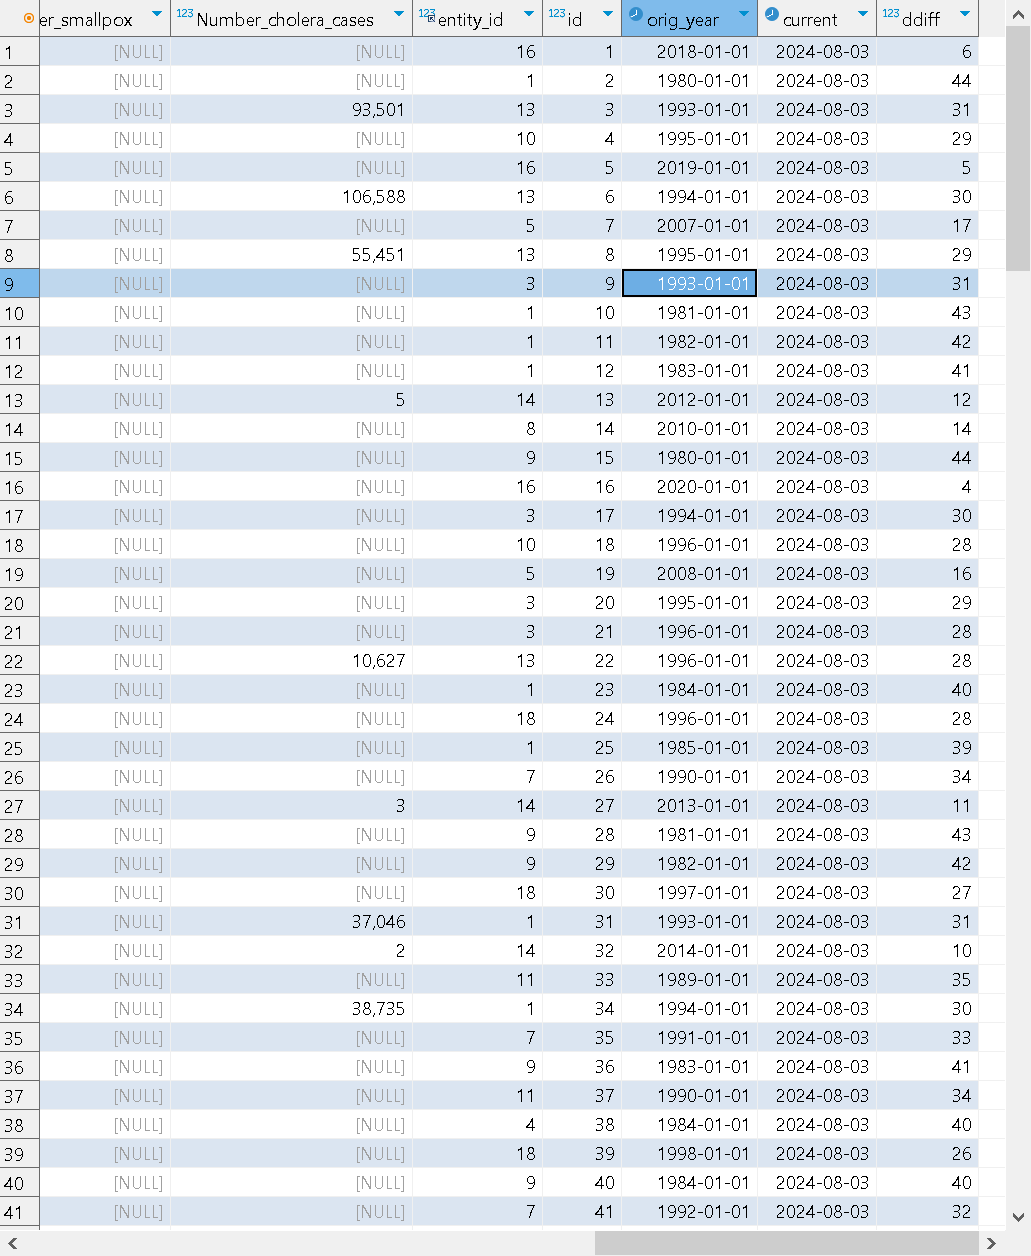 er_smallpox 123 Number_cholera_cases 123 entity_id 123 id orig_year current 123 ddiff
1 [NULL] [NULL] 16 1 2018-01-01 2024-08-03 6
2 [NULL] [NULL] 1 2 1980-01-01 2024-08-03 44
3 [NULL] 93,501 13 3 1993-01-01 2024-08-03 31
4 [NULL] [NULL] 10 4 1995-01-01 2024-08-03 29
5 [NULL] [NULL] 16 5 2019-01-01 2024-08-03 5
6 [NULL] 106,588 13 6 1994-01-01 2024-08-03 30
7 [NULL] [NULL] 5 7 2007-01-01 2024-08-03 17
8 [NULL] 55,451 13 8 1995-01-01 2024-08-03 29
9 [NULL] [NULL] 3 9 1993-01-01 2024-08-03 31
10 [NULL] [NULL] 1 10 1981-01-01 2024-08-03 43
11 [NULL] [NULL] 1 11 1982-01-01 2024-08-03 42
12 [NULL] [NULL] 1 12 1983-01-01 2024-08-03 41
13 [NULL] 5 14 13 2012-01-01 2024-08-03 12
14 [NULL] [NULL] 8 14 2010-01-01 2024-08-03 14
15 [NULL] [NULL] 9 15 1980-01-01 2024-08-03 44
16 [NULL] [NULL] 16 16 2020-01-01 2024-08-03 4
17 [NULL] [NULL] 3 17 1994-01-01 2024-08-03 30
18 [NULL] [NULL] 10 18 1996-01-01 2024-08-03 28
19 [NULL] [NULL] 5 19 2008-01-01 2024-08-03 16
20 [NULL] [NULL] 3 20 1995-01-01 2024-08-03 29
21 [NULL] [NULL] 3 21 1996-01-01 2024-08-03 28
22 [NULL] 10,627 13 22 1996-01-01 2024-08-03 28
23 [NULL] [NULL] 1 23 1984-01-01 2024-08-03 40
24 [NULL] [NULL] 18 24 1996-01-01 2024-08-03 28
25 [NULL] [NULL] 1 25 1985-01-01 2024-08-03 39
26 [NULL] [NULL] 7 26 1990-01-01 2024-08-03 34
27 [NULL] 3 14 27 2013-01-01 2024-08-03 11
28 [NULL] [NULL] 9 28 1981-01-01 2024-08-03 43
29 [NULL] [NULL] 9 29 1982-01-01 2024-08-03 42
30 [NULL] [NULL] 18 30 1997-01-01 2024-08-03 27
31 [NULL] 37,046 1 31 1993-01-01 2024-08-03 31
32 [NULL] 2 14 32 2014-01-01 2024-08-03 10
33 [NULL] [NULL] 11 33 1989-01-01 2024-08-03 35
34 [NULL] 38,735 1 34 1994-01-01 2024-08-03 30
35 [NULL] [NULL] 7 35 1991-01-01 2024-08-03 33
36 [NULL] [NULL] 9 36 1983-01-01 2024-08-03 41
37 [NULL] [NULL] 11 37 1990-01-01 2024-08-03 34
38 [NULL] [NULL] 4 38 1984-01-01 2024-08-03 40
39 [NULL] [NULL] 18 39 1998-01-01 2024-08-03 26
40 [NULL] [NULL] 9 40 1984-01-01 2024-08-03 40
41 [NULL] [NULL] 7 41 1992-01-01 2024-08-03 32